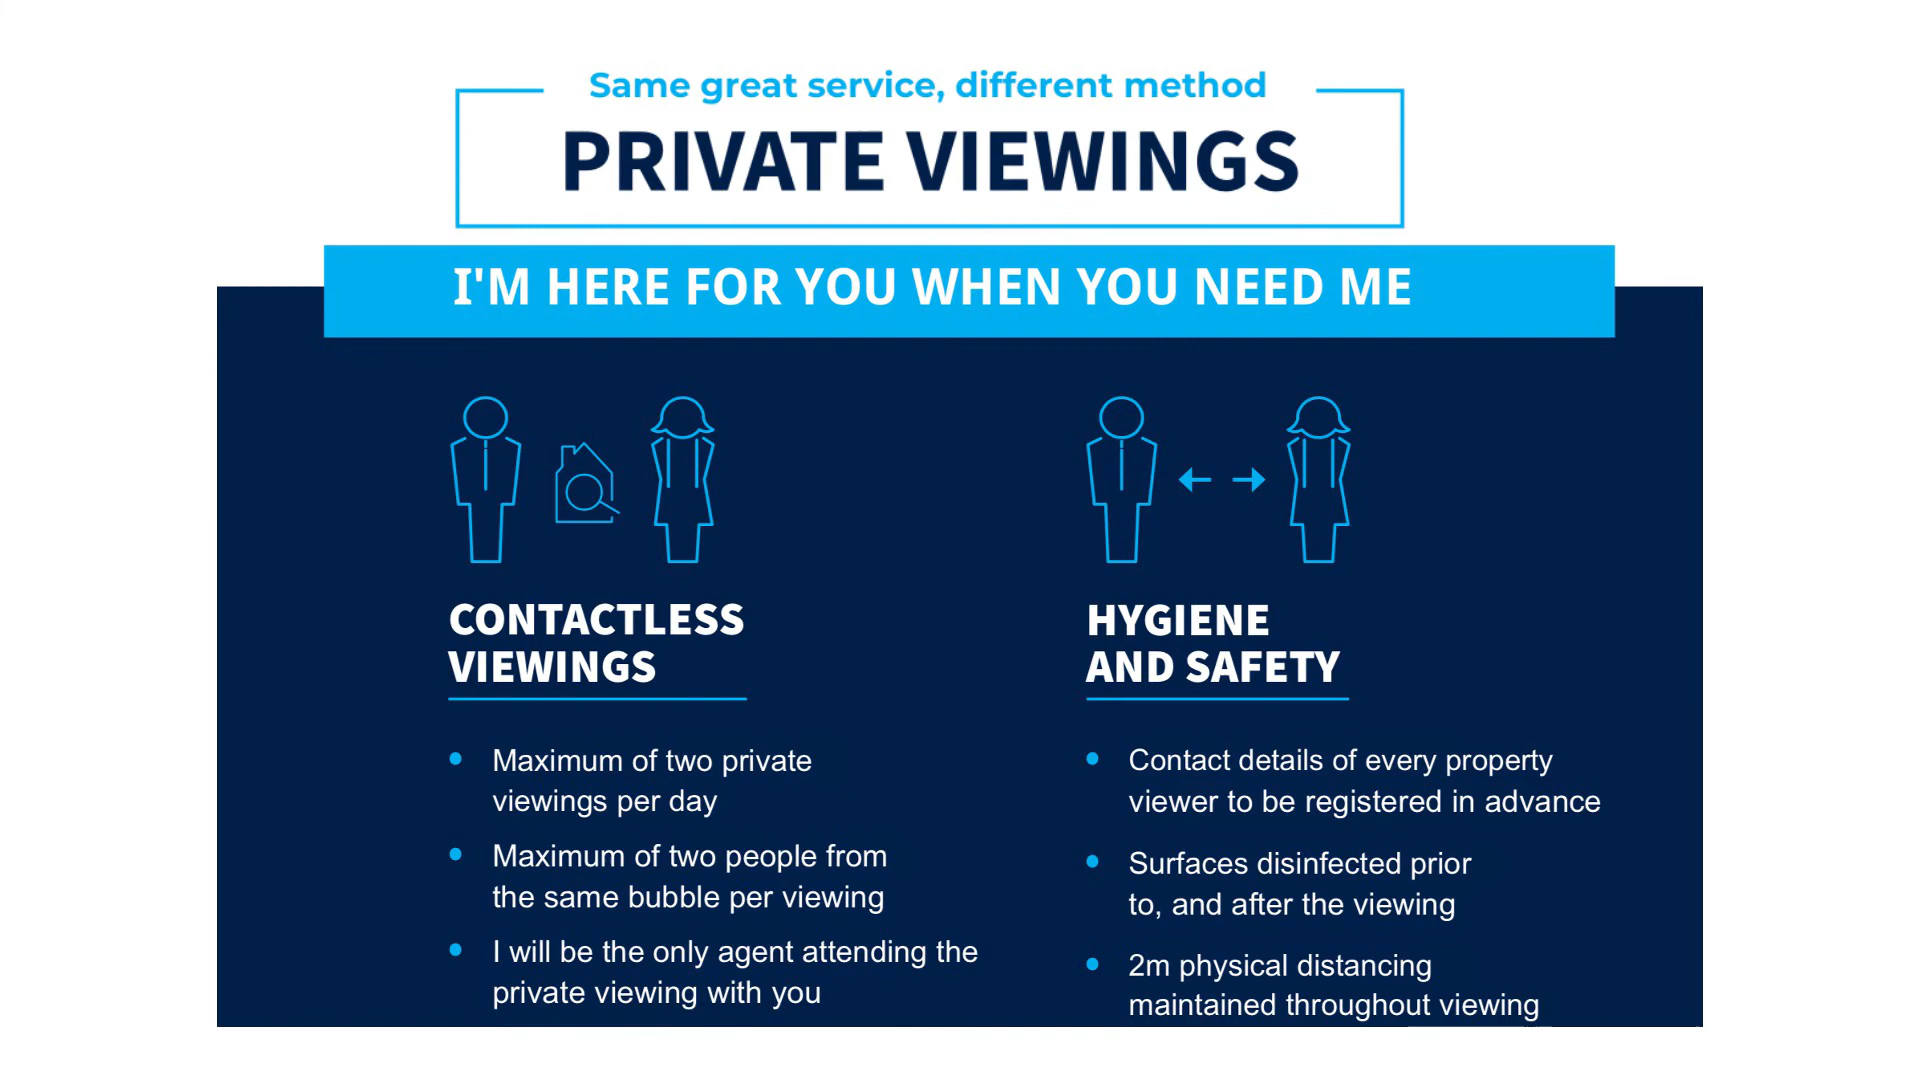 Same great service, different method
PRIVATE VIEWINGS
I'M HERE FOR YOU WHEN YOU NEED ME
CONTACTLESS
VIEWINGS
Maximum of two private
viewings per day
Maximum of two people from
the same bubble per viewing
I will be the only agent attending the
private viewing with you
HYGIENE
AND SAFETY
Contact details of every property
viewer to be registered in advance
Surfaces disinfected prior
to, and after the viewing
2m physical distancing
maintained throughout viewing